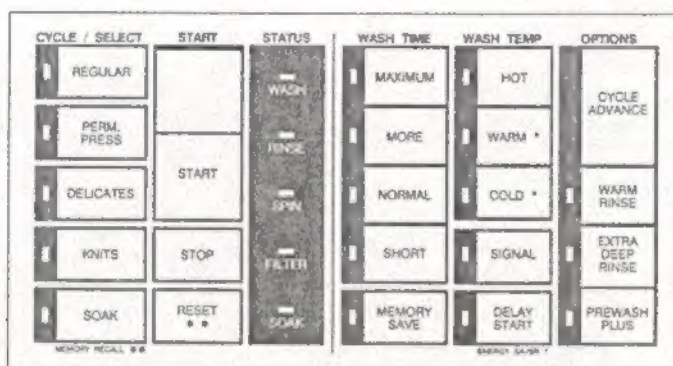 CYCLE / SELECT
REGULAR
PERM.
PRESS
DELICATES
KNITS
SOAK
MEMORY RECALL **
START
START
STOP
RESET
* *
STATUS
WASH
RINSE
SPIN
FILTER
SOAK
WASH TIME
MAXIMUM
MORE
NORMAL
SHORT
MEMORY
SAVE
WASH TEMP
HOT
WARM *
COLD *
SIGNAL
DELAY
START
ENERGY SAVER *
OPTIONS
CYCLE
ADVANCE
WARM
RINSE
EXTRA
DEEP
RINSE
PREWASH
PLUS